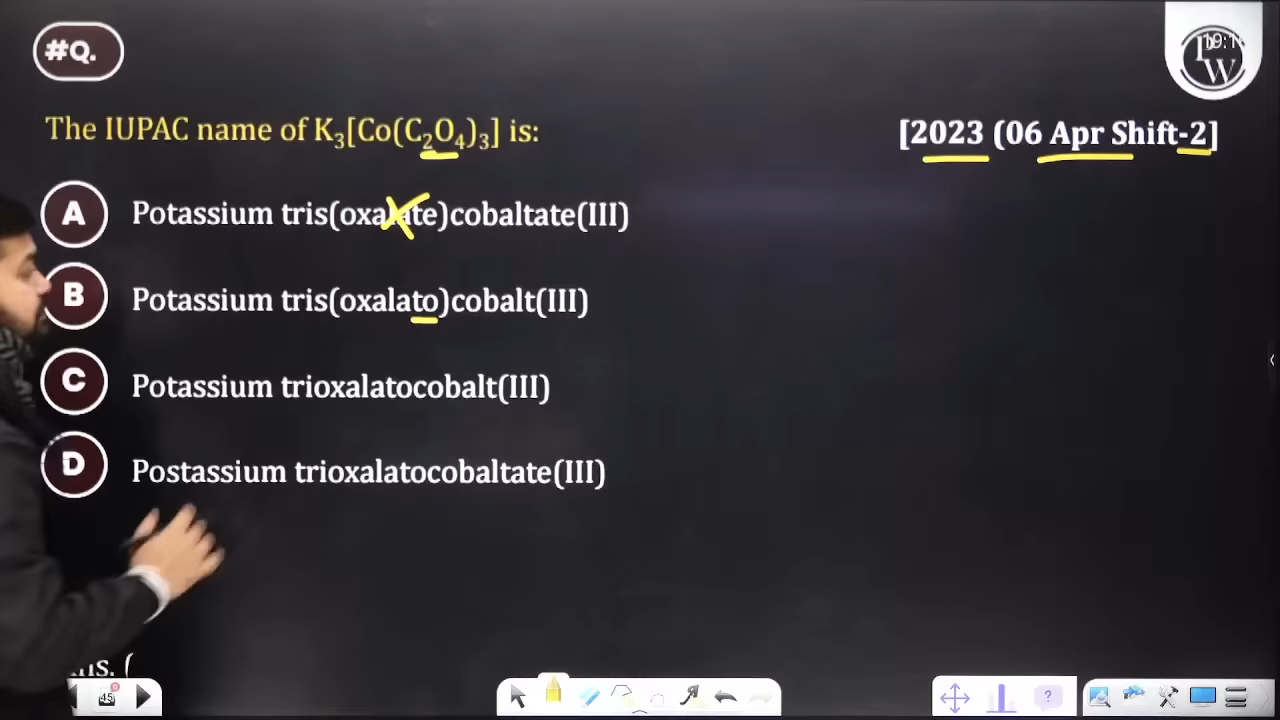 #Q.
The IUPAC name of K₃[Co(C₂O₄)₃] is:
[2023 (06 Apr Shift-2]
A Potassium tris(oxalate)cobaltate(III)
B Potassium tris(oxalato)cobalt(III)
C Potassium trioxalatocobalt(III)
D Postassium trioxalatocobaltate(III)
45